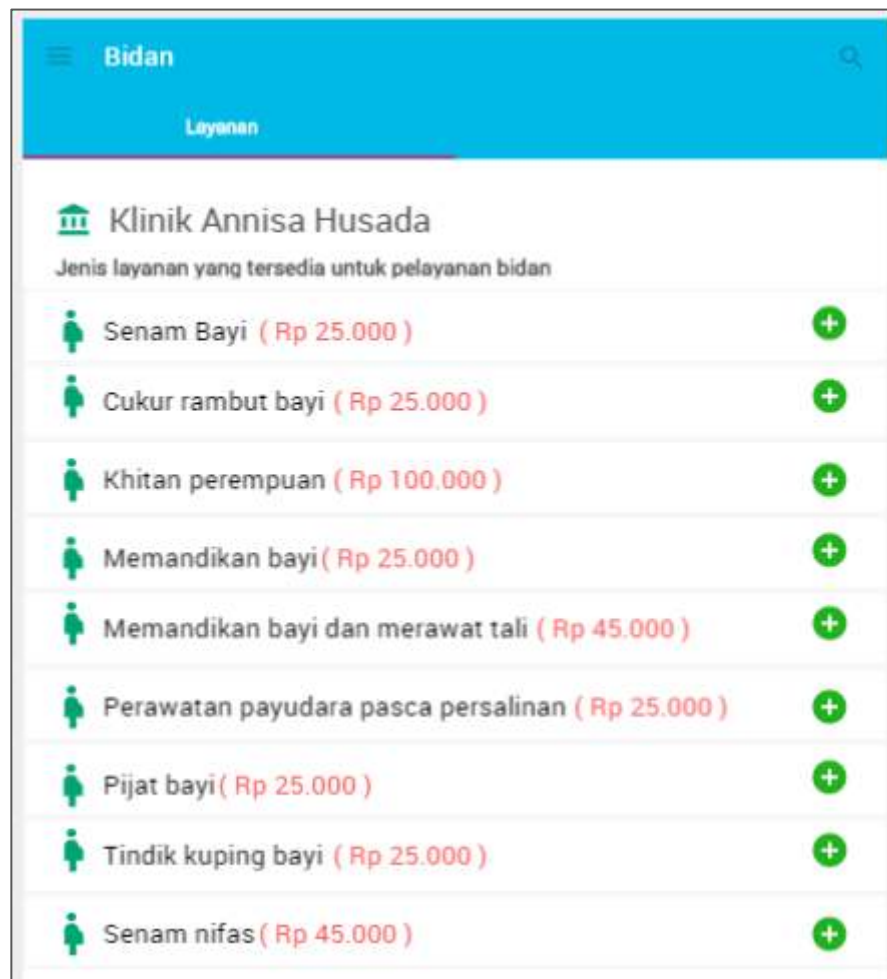 Bidan
Layanan
Klinik Annisa Husada
Jenis layanan yang tersedia untuk pelayanan bidan
Senam Bayi ( Rp 25.000 )
Cukur rambut bayi ( Rp 25.000 )
Khitan perempuan ( Rp 100.000 )
Memandikan bayi( Rp 25.000 )
Memandikan bayi dan merawat tali ( Rp 45.000 )
Perawatan payudara pasca persalinan ( Rp 25.000 )
Pijat bayi( Rp 25.000 )
Tindik kuping bayi ( Rp 25.000 )
Senam nifas( Rp 45.000 )